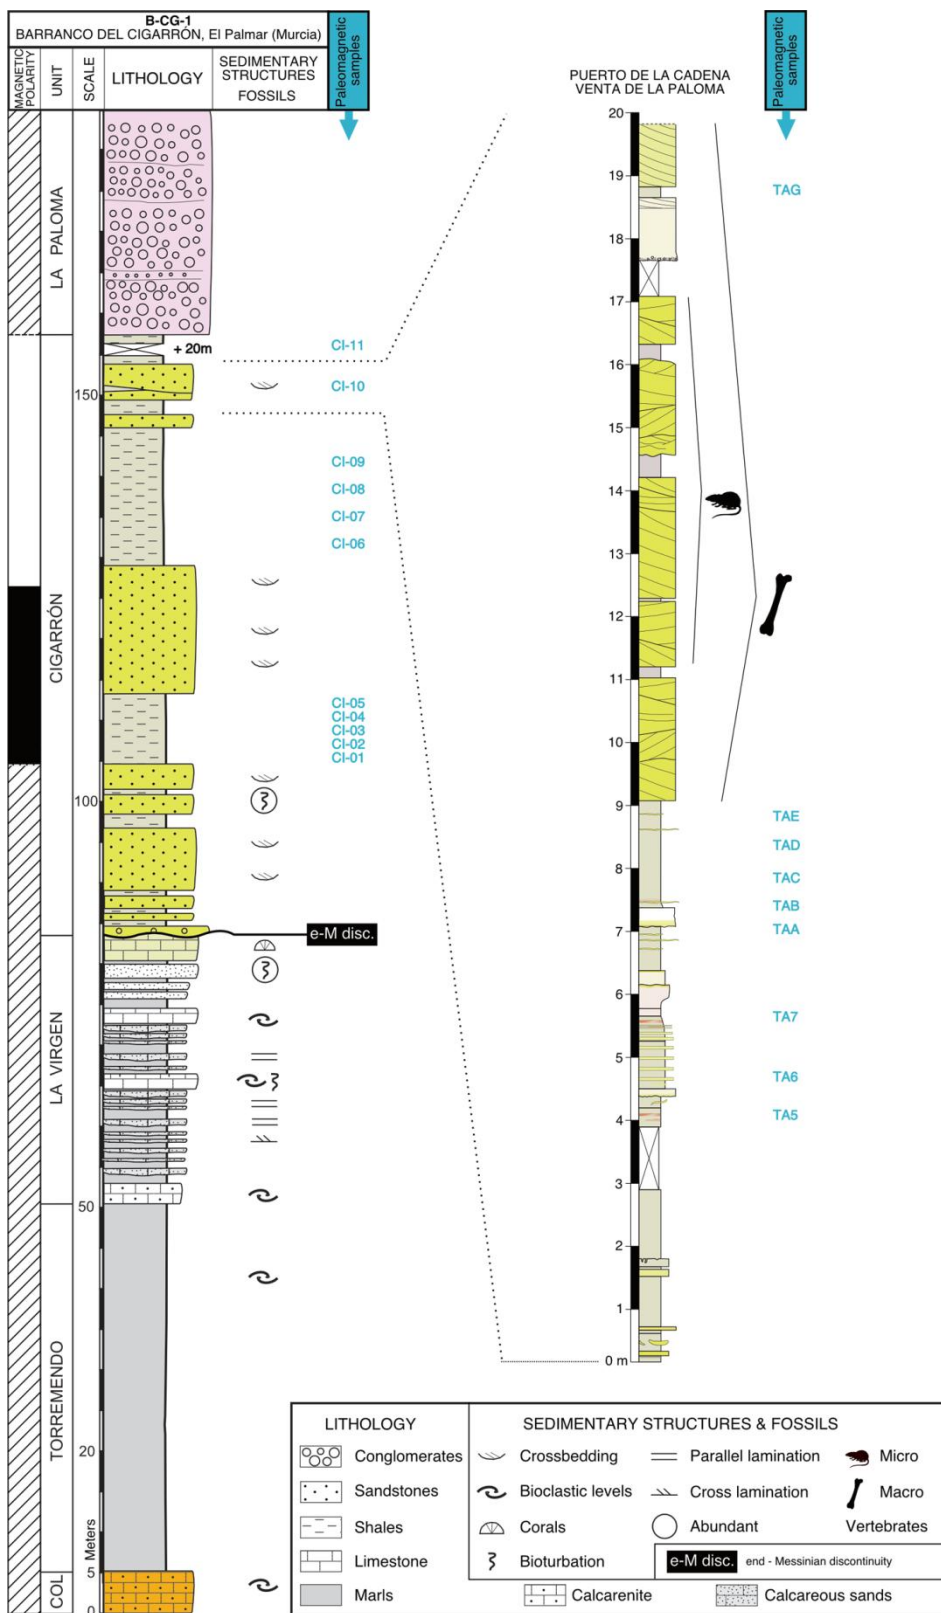 B-CG-1
BARRANCO DEL CIGARRÓN, El Palmar (Murcia)
MAGNETIC
POLARITY
UNIT
SCALE
LITHOLOGY
SEDIMENTARY
STRUCTURES
FOSSILS
Paleomagnetic
samples
PUERTO DE LA CADENA
VENTA DE LA PALOMA
Paleomagnetic
samples
LA PALOMA
CIGARRÓN
LA VIRGEN
TORREMENDO
COL
150
100
50
20
Meters
5
0
+ 20m
CI-11
CI-10
CI-09
CI-08
CI-07
CI-06
CI-05
CI-04
CI-03
CI-02
CI-01
e-M disc.
20
19
18
17
16
15
14
13
12
11
10
9
8
7
6
5
4
3
2
1
0 m
TAG
TAE
TAD
TAC
TAB
TAA
TA7
TA6
TA5
LITHOLOGY
Conglomerates
Sandstones
Shales
Limestone
Marls
SEDIMENTARY STRUCTURES & FOSSILS
Crossbedding
Parallel lamination
Micro
Bioclastic levels
Cross lamination
Macro
Corals
Abundant
Vertebrates
Bioturbation
e-M disc. end - Messinian discontinuity
Calcarenite
Calcareous sands